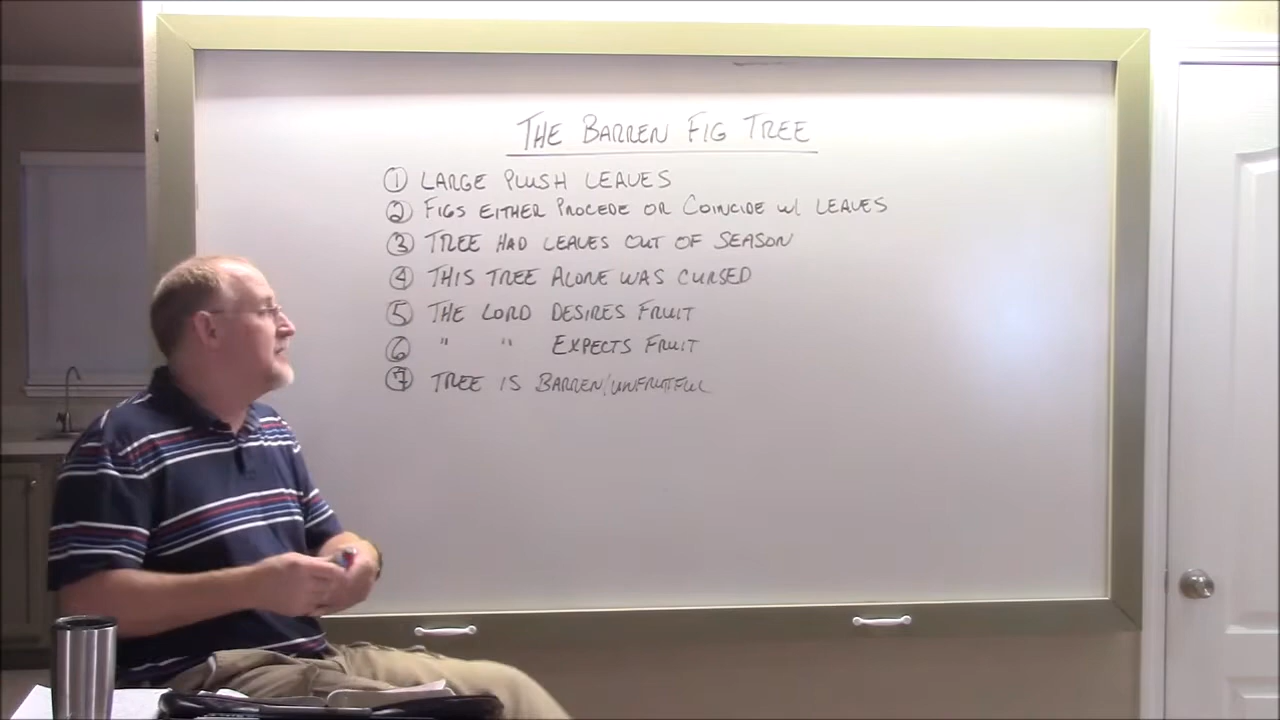 THE BARREN FIG TREE
① LARGE PLUSH LEAVES
② FIGS EITHER PROCEDE OR COINCIDE W/ LEAVES
③ TREE HAD LEAVES OUT OF SEASON
④ THIS TREE ALONE WAS CURSED
⑤ THE LORD DESIRES FRUIT
⑥ " " EXPECTS FRUIT
⑦ TREE IS BARREN/UNFRUITFUL